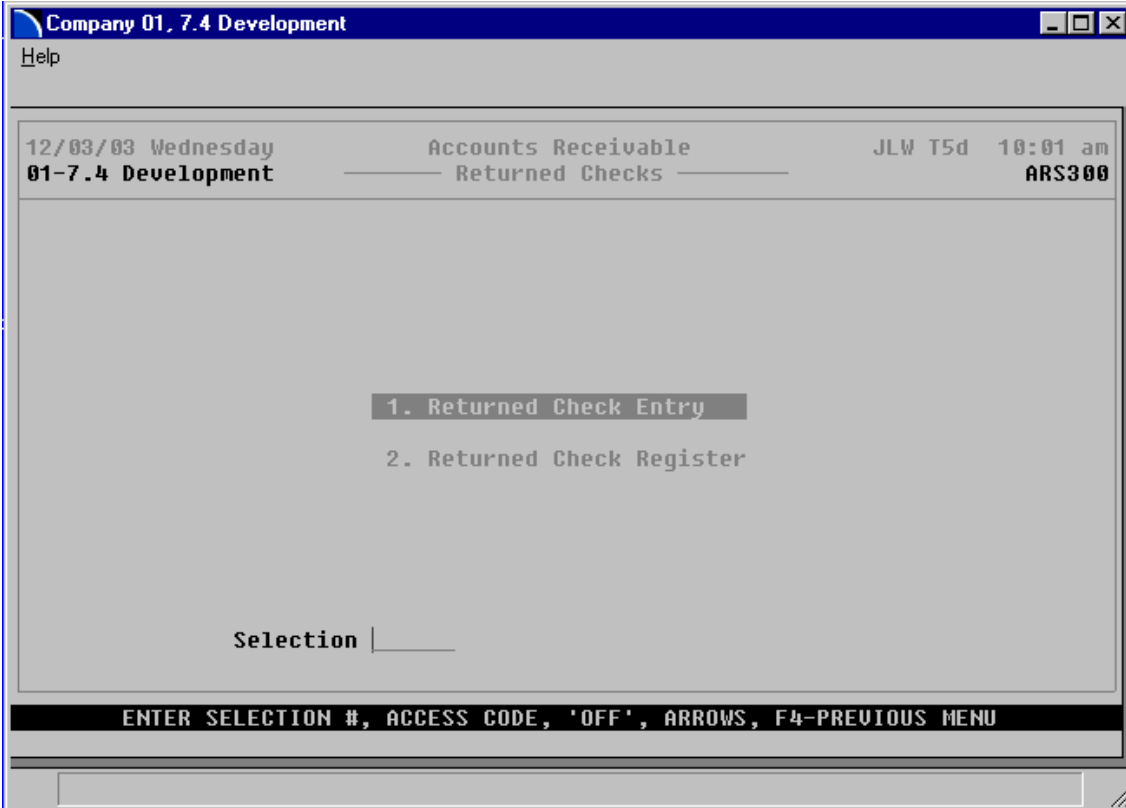 Company 01, 7.4 Development
Help
12/03/03 Wednesday Accounts Receivable JLW T5d 10:01 am
01-7.4 Development Returned Checks ARS300
1. Returned Check Entry
2. Returned Check Register
Selection
ENTER SELECTION #, ACCESS CODE, 'OFF', ARROWS, F4-PREVIOUS MENU